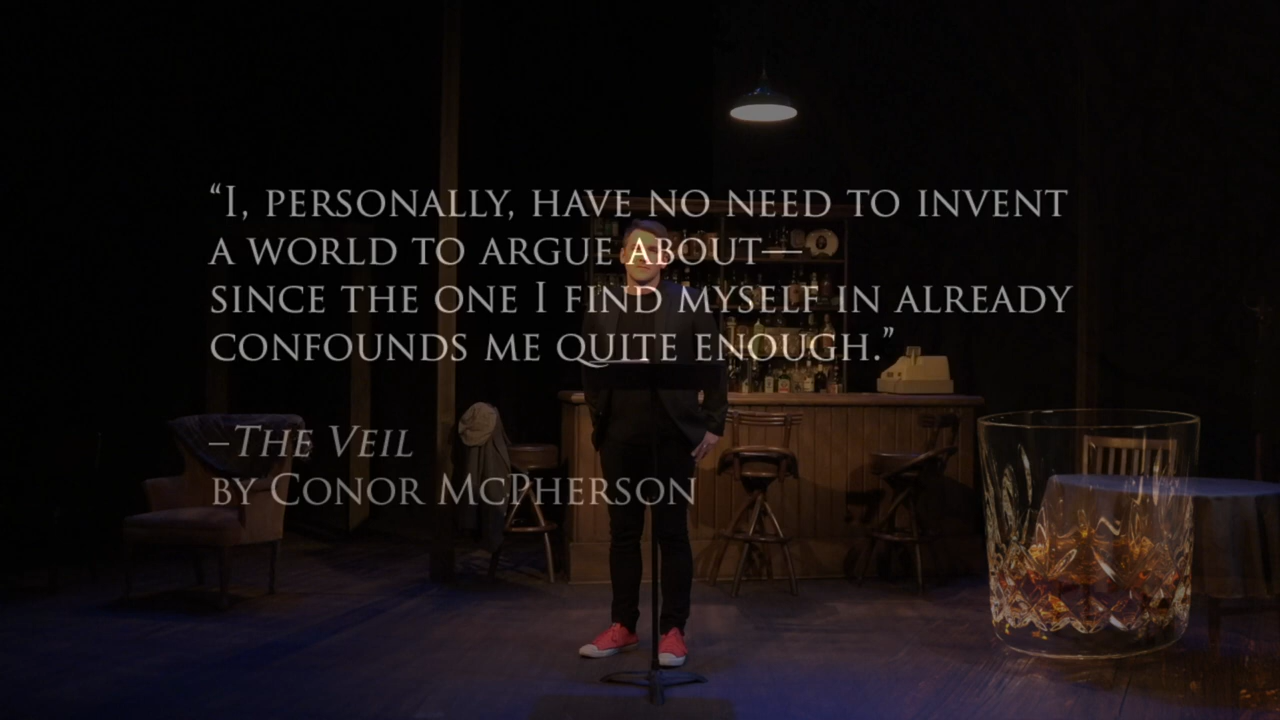 “I, PERSONALLY, HAVE NO NEED TO INVENT
A WORLD TO ARGUE ABOUT—
SINCE THE ONE I FIND MYSELF IN ALREADY
CONFOUNDS ME QUITE ENOUGH.”
–THE VEIL
BY CONOR MCPHERSON